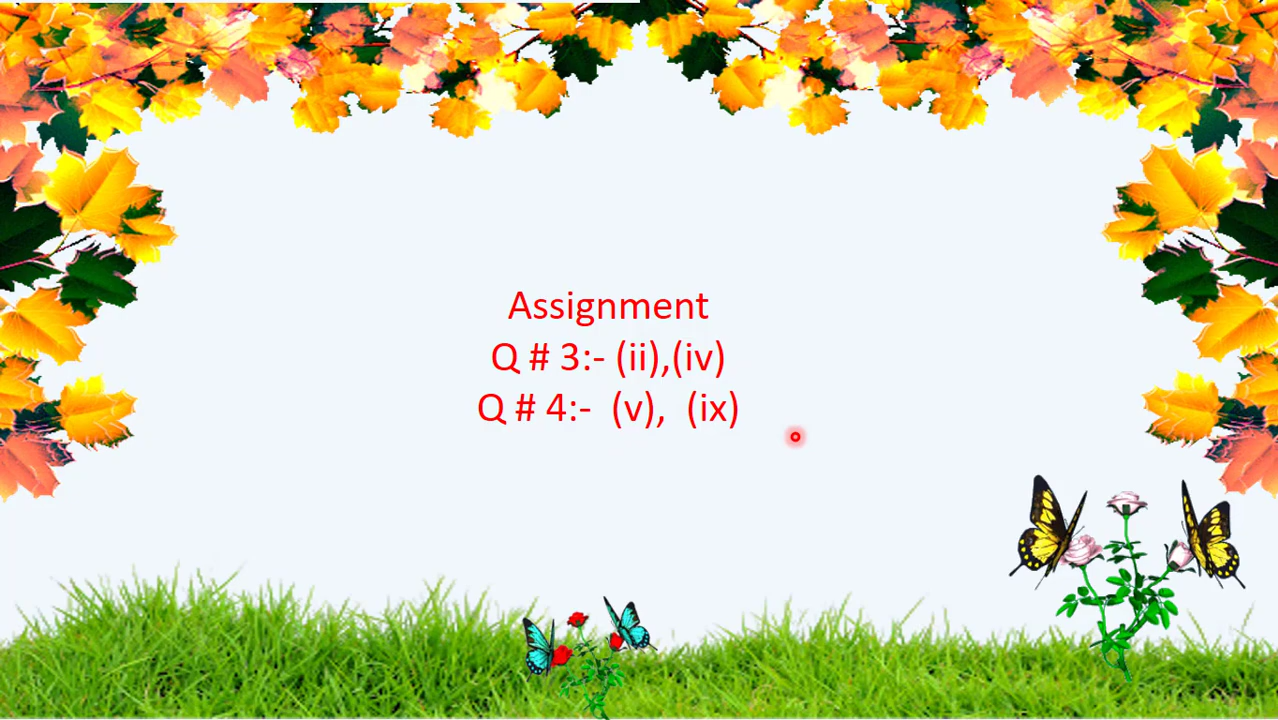 Assignment
Q # 3:- (ii),(iv)
Q # 4:- (v), (ix)